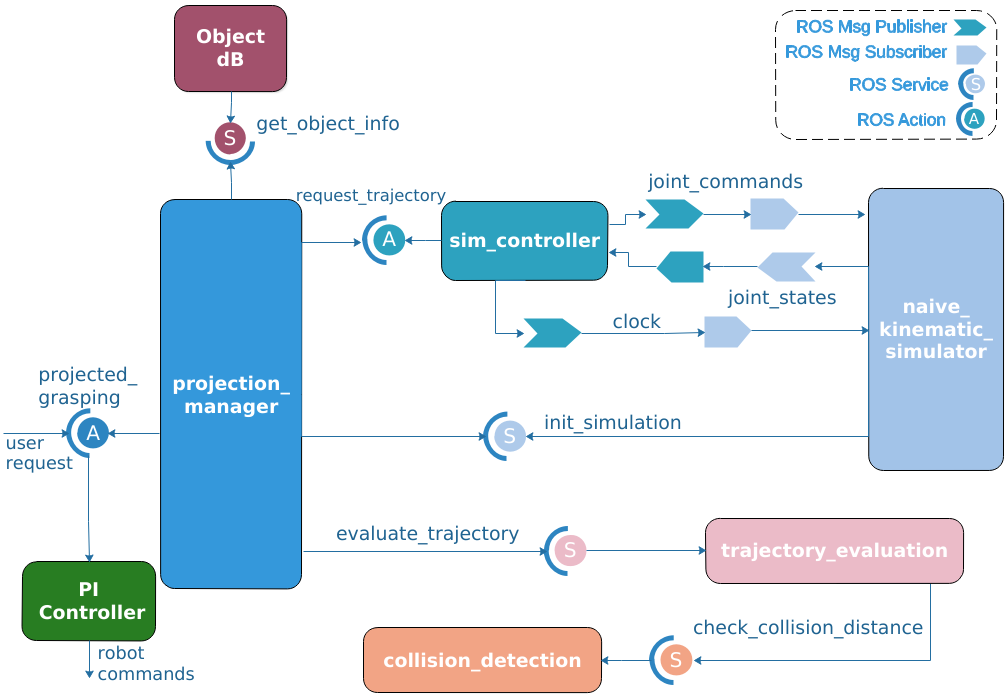 Object
dB
ROS Msg Publisher
ROS Msg Subscriber
ROS Service
S
ROS Action
A
S
get_object_info
request_trajectory
A
sim_controller
joint_commands
joint_states
clock
naive_
kinematic_
simulator
projection_
manager
projected_
grasping
A
user
request
S
init_simulation
evaluate_trajectory
S
trajectory_evaluation
PI
Controller
robot
commands
check_collision_distance
S
collision_detection